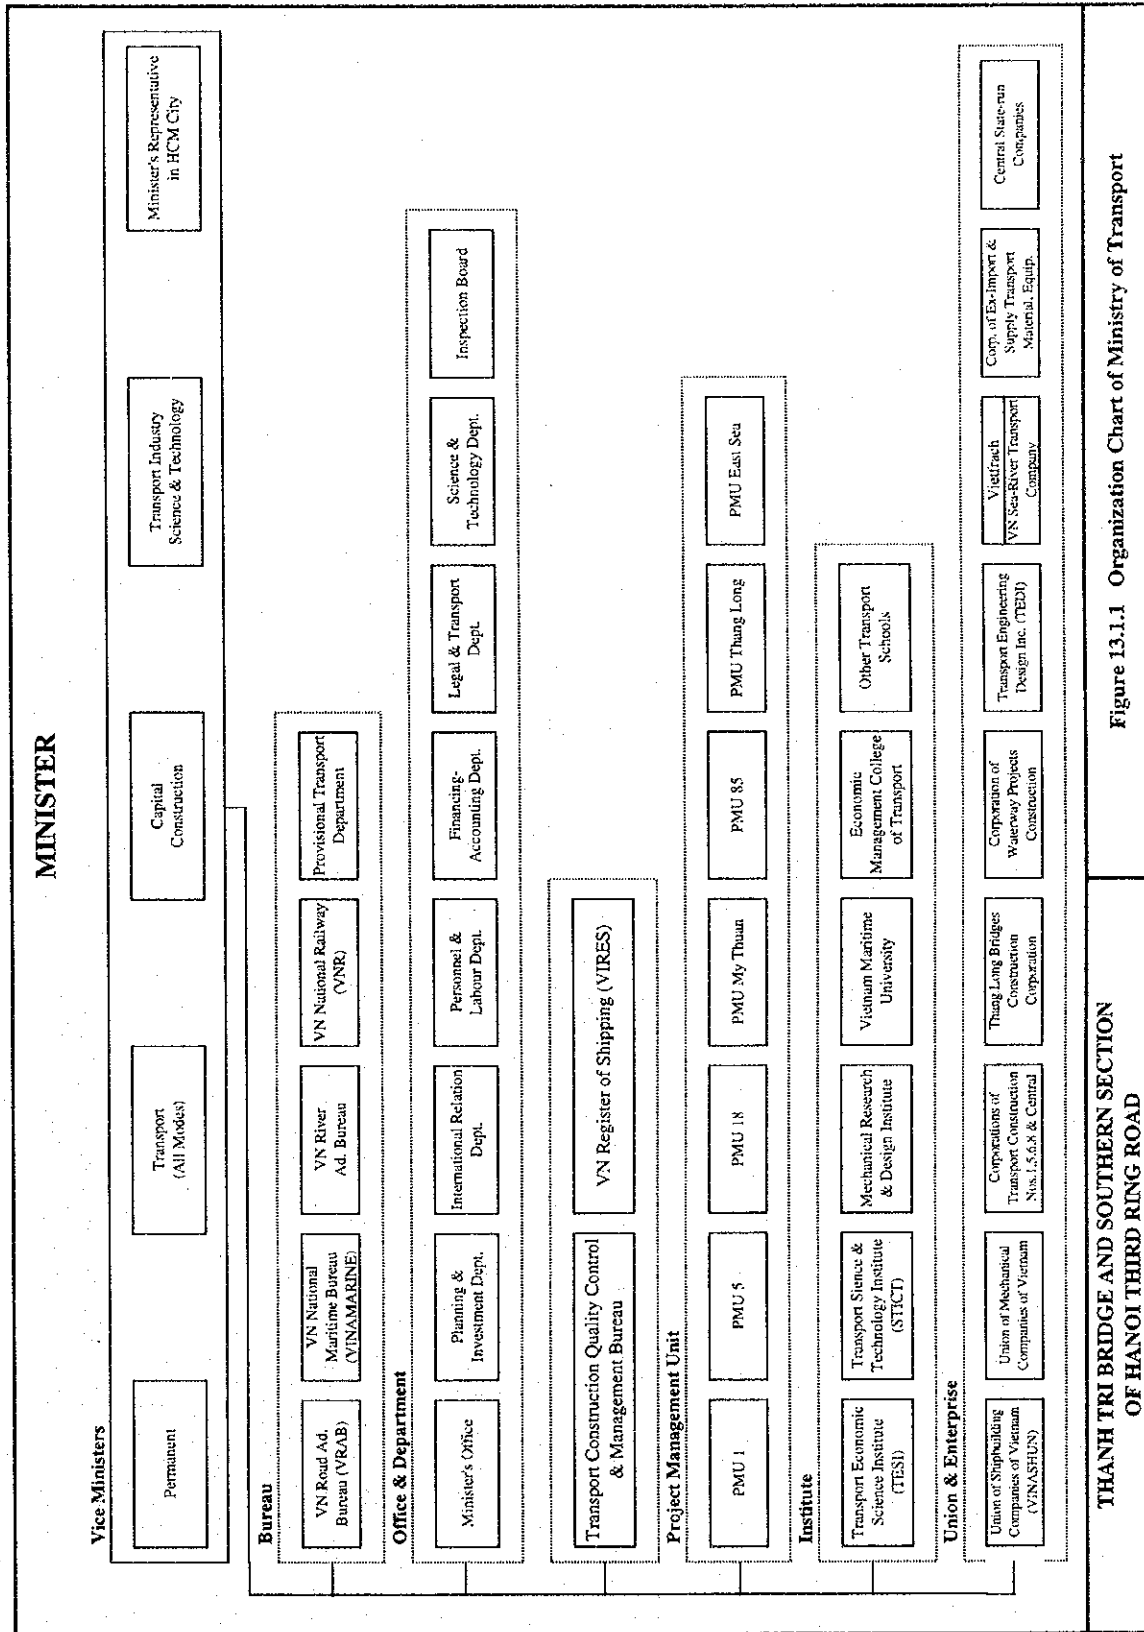 MINISTER
Vice Ministers
Permanent
Transport
(All Modes)
Capital
Construction
Transport Industry
Science & Technology
Minister's Representative
in HCM City
Bureau
VN Road Ad.
Bureau (VRAB)
VN National
Maritime Bureau
(VINAMARINE)
VN River
Ad. Bureau
VN National Railway
(VNR)
Provisional Transport
Department
Office & Department
Minister's Office
Planning &
Investment Dept.
International Relation
Dept.
Personnel &
Labour Dept.
Financing-
Accounting Dept.
Legal & Transport
Dept.
Science &
Technology Dept.
Inspection Board
Transport Construction Quality Control
& Management Bureau
VN Register of Shipping (VIRES)
Project Management Unit
PMU 1
PMU 5
PMU 18
PMU My Thuan
PMU 85
PMU Thang Long
PMU East Sea
Institute
Transport Economic
Science Institute
(TESI)
Transport Sience &
Technology Institute
(STICT)
Mechanical Research
& Design Institute
Vietnam Maritime
University
Economic
Management College
of Transport
Other Transport
Schools
Union & Enterprise
Union of Shipbuilding
Companies of Vietnam
(VINASHUN)
Union of Mechanical
Companies of Vietnam
Corporations of
Transport Construction
Nos.1,5,6,8 & Central
Thang Long Bridges
Construction
Corporation
Corporation of
Waterway Projects
Construction
Transport Engineering
Design Inc. (TEDI)
Vietfrach
VN Sea-River Transport
Company
Corp. of Ex-Import &
Supply Transport
Material, Equip.
Central State-run
Companies
THANH TRI BRIDGE AND SOUTHERN SECTION
OF HANOI THIRD RING ROAD
Figure 13.1.1 Organization Chart of Ministry of Transport